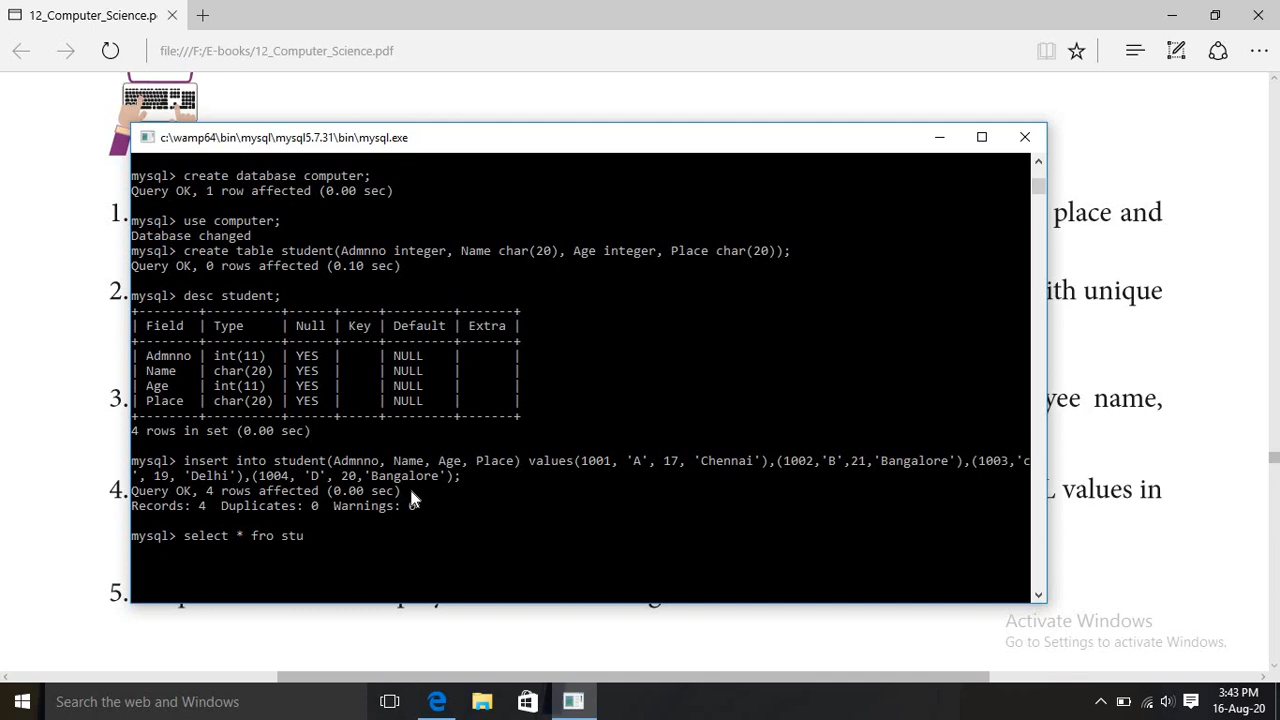 12_Computer_Science.p
file:///F:/E-books/12_Computer_Science.pdf
c:\wamp64\bin\mysql\mysql5.7.31\bin\mysql.exe
mysql> create database computer;
Query OK, 1 row affected (0.00 sec)
mysql> use computer;
Database changed
mysql> create table student(Admnno integer, Name char(20), Age integer, Place char(20));
Query OK, 0 rows affected (0.10 sec)
mysql> desc student;
+--------+----------+------+-----+---------+-------+
| Field | Type | Null | Key | Default | Extra |
+--------+----------+------+-----+---------+-------+
| Admnno | int(11) | YES | | NULL | |
| Name | char(20) | YES | | NULL | |
| Age | int(11) | YES | | NULL | |
| Place | char(20) | YES | | NULL | |
+--------+----------+------+-----+---------+-------+
4 rows in set (0.00 sec)
mysql> insert into student(Admnno, Name, Age, Place) values(1001, 'A', 17, 'Chennai'),(1002,'B',21,'Bangalore'),(1003,'c
', 19, 'Delhi'),(1004, 'D', 20,'Bangalore');
Query OK, 4 rows affected (0.00 sec)
Records: 4 Duplicates: 0 Warnings:
mysql> select * fro stu
1. place and
2. ith unique
3. yee name,
4. L values in
5.
Activate Windows
Go to Settings to activate Windows.
Search the web and Windows
3:43 PM
16-Aug-20